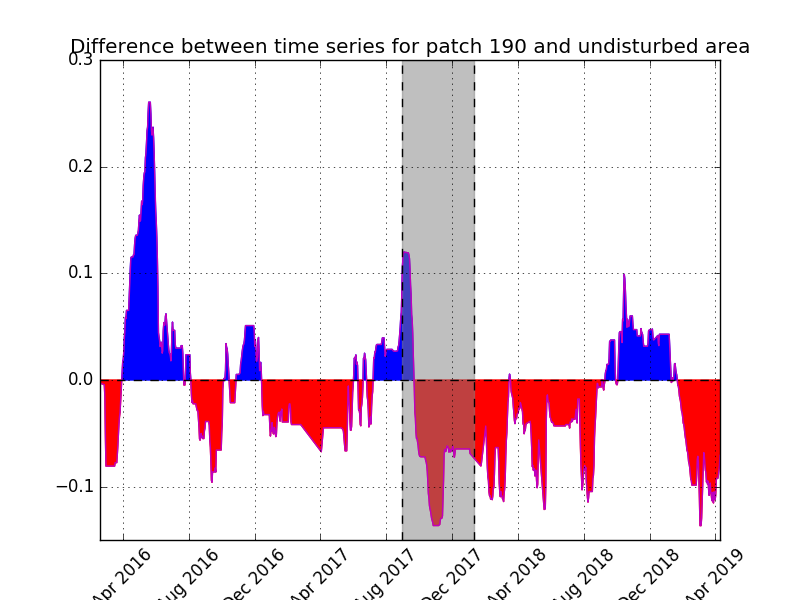 Difference between time series for patch 190 and undisturbed area
0.3
0.2
0.1
0.0
−0.1
Apr 2016
Aug 2016
Dec 2016
Apr 2017
Aug 2017
Dec 2017
Apr 2018
Aug 2018
Dec 2018
Apr 2019